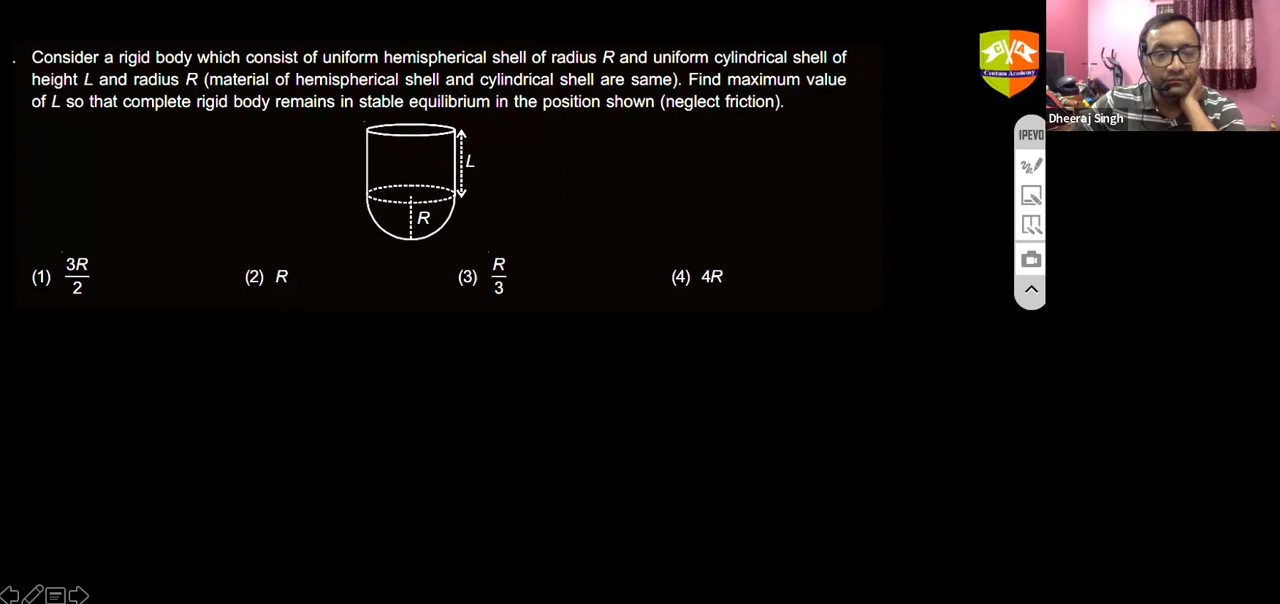 . Consider a rigid body which consist of uniform hemispherical shell of radius R and uniform cylindrical shell of
height L and radius R (material of hemispherical shell and cylindrical shell are same). Find maximum value
of L so that complete rigid body remains in stable equilibrium in the position shown (neglect friction).
L
R
(1) 3R/2 (2) R (3) R/3 (4) 4R
C A
Centum Academy
Dheeraj Singh
IPEVO